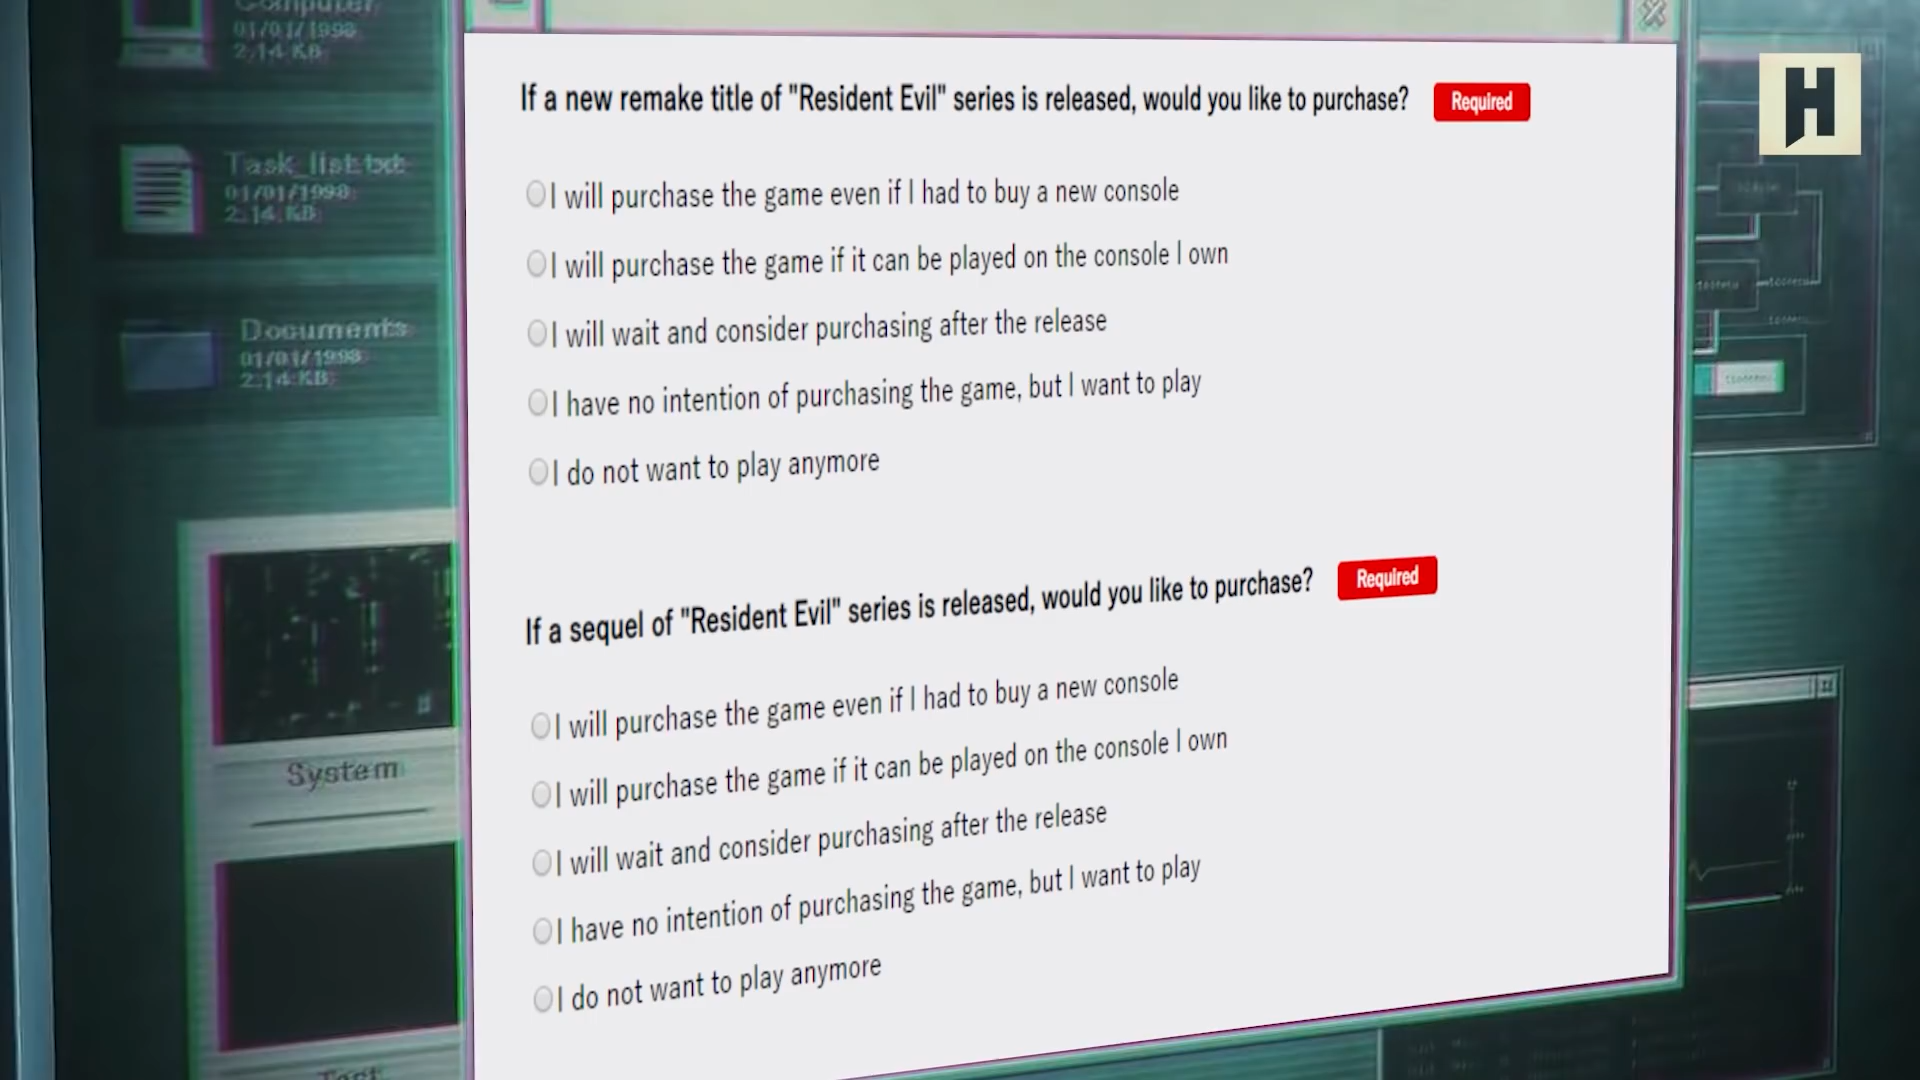 Computer
01/01/1998
2.14 KB
Task_list.txt
01/01/1998
2.14 KB
Documents
01/01/1998
2.14 KB
System
If a new remake title of "Resident Evil" series is released, would you like to purchase? Required
I will purchase the game even if I had to buy a new console
I will purchase the game if it can be played on the console I own
I will wait and consider purchasing after the release
I have no intention of purchasing the game, but I want to play
I do not want to play anymore
If a sequel of "Resident Evil" series is released, would you like to purchase? Required
I will purchase the game even if I had to buy a new console
I will purchase the game if it can be played on the console I own
I will wait and consider purchasing after the release
I have no intention of purchasing the game, but I want to play
I do not want to play anymore
H